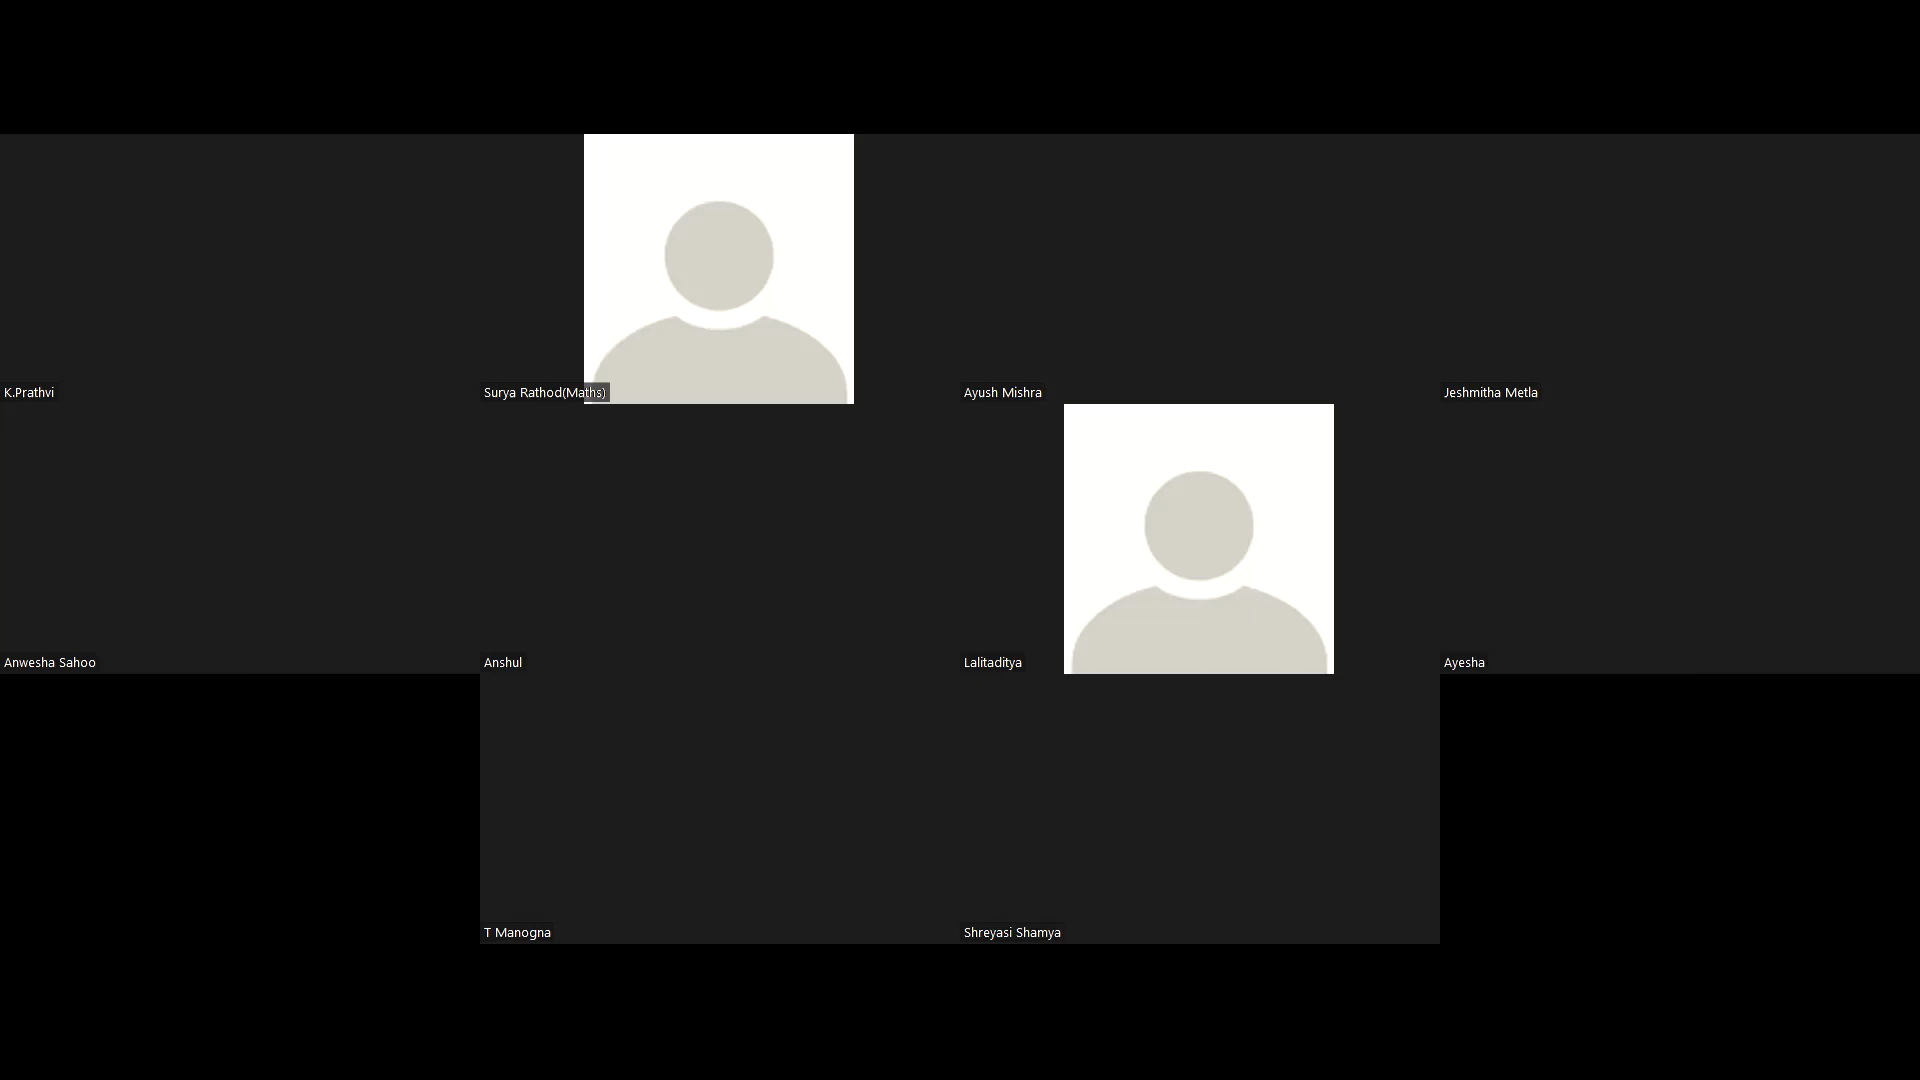 K.Prathvi
Surya Rathod(Maths)
Ayush Mishra
Jeshmitha Metla
Anwesha Sahoo
Anshul
Lalitaditya
Ayesha
T Manogna
Shreyasi Shamya